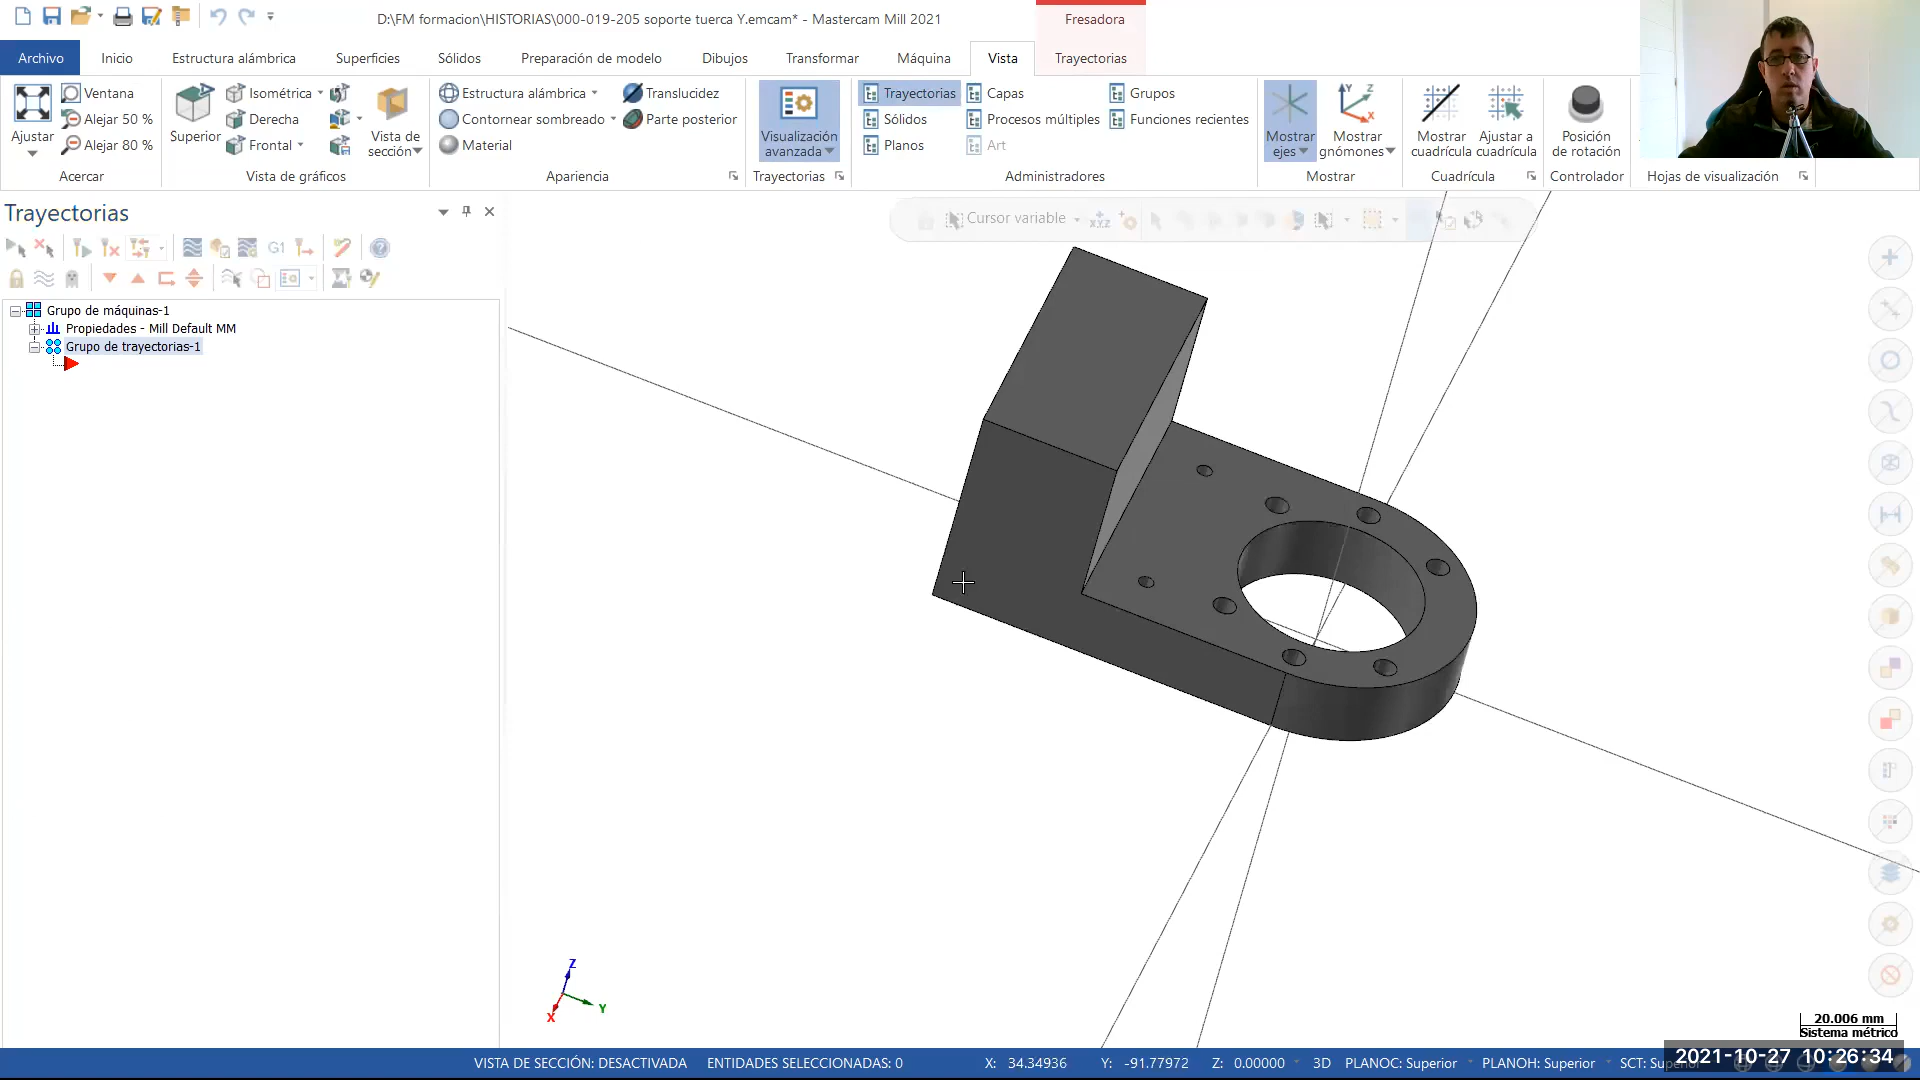 D:\FM formacion\HISTORIAS\000-019-205 soporte tuerca Y.emcam* - Mastercam Mill 2021
Fresadora
Archivo
Inicio
Estructura alámbrica
Superficies
Sólidos
Preparación de modelo
Dibujos
Transformar
Máquina
Vista
Trayectorias
Ajustar
Ventana
Alejar 50 %
Alejar 80 %
Acercar
Superior
Isométrica
Derecha
Frontal
Vista de sección
Vista de gráficos
Estructura alámbrica
Contornear sombreado
Material
Translucidez
Parte posterior
Apariencia
Visualización avanzada
Trayectorias
Trayectorias
Sólidos
Planos
Capas
Procesos múltiples
Art
Grupos
Funciones recientes
Administradores
Mostrar ejes
Mostrar gnómones
Mostrar
Mostrar cuadrícula
Ajustar a cuadrícula
Cuadrícula
Posición de rotación
Controlador
Hojas de visualización
Trayectorias
G1
Cursor variable
XYZ
Grupo de máquinas-1
Propiedades - Mill Default MM
Grupo de trayectorias-1
Z
Y
X
20.006 mm
Sistema métrico
VISTA DE SECCIÓN: DESACTIVADA
ENTIDADES SELECCIONADAS: 0
X: 34.34936
Y: -91.77972
Z: 0.00000
3D
PLANOC: Superior
PLANOH: Superior
SCT: Superior
2021-10-27 10:26:34